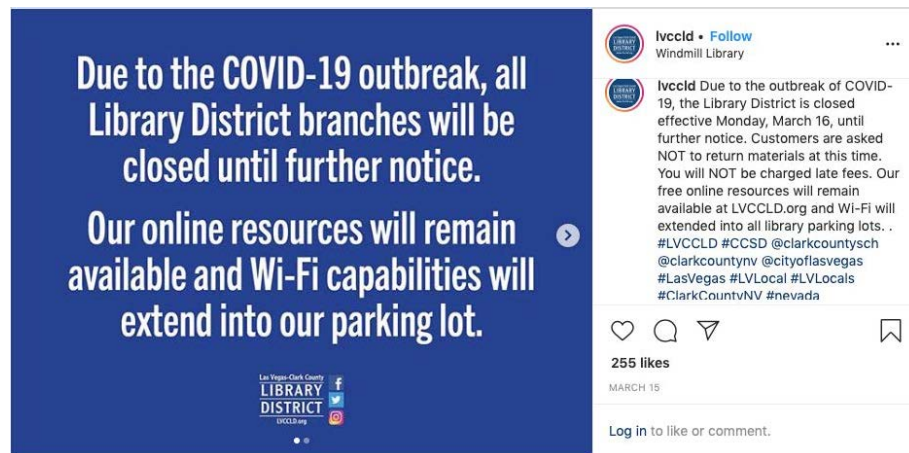 Due to the COVID-19 outbreak, all
Library District branches will be
closed until further notice.
Our online resources will remain
available and Wi-Fi capabilities will
extend into our parking lot.
Las Vegas-Clark County
LIBRARY
DISTRICT
LVCCLD.org
lvccld • Follow
Windmill Library
lvccld Due to the outbreak of COVID-
19, the Library District is closed
effective Monday, March 16, until
further notice. Customers are asked
NOT to return materials at this time.
You will NOT be charged late fees. Our
free online resources will remain
available at LVCCLD.org and Wi-Fi will
extended into all library parking lots. .
#LVCCLD #CCSD @clarkcountysch
@clarkcountynv @cityoflasvegas
#LasVegas #LVLocal #LVLocals
#ClarkCountyNV #nevada
255 likes
MARCH 15
Log in to like or comment.